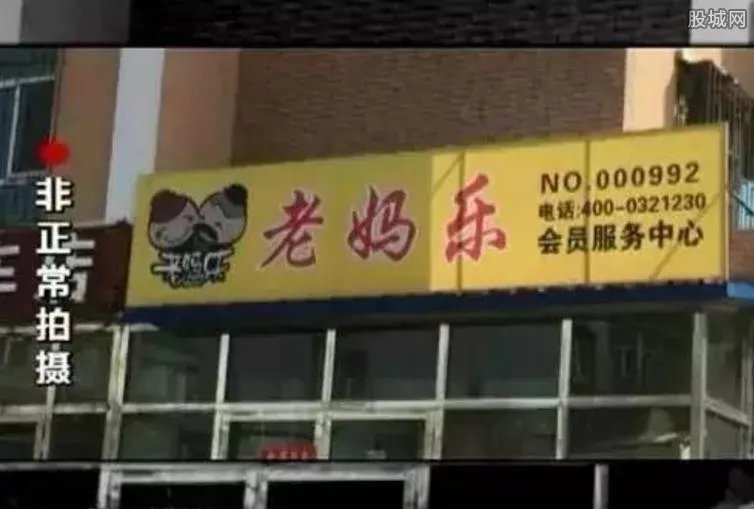 股城网
非正常拍摄
老妈乐
老妈乐
NO.000992
电话:400-0321230
会员服务中心